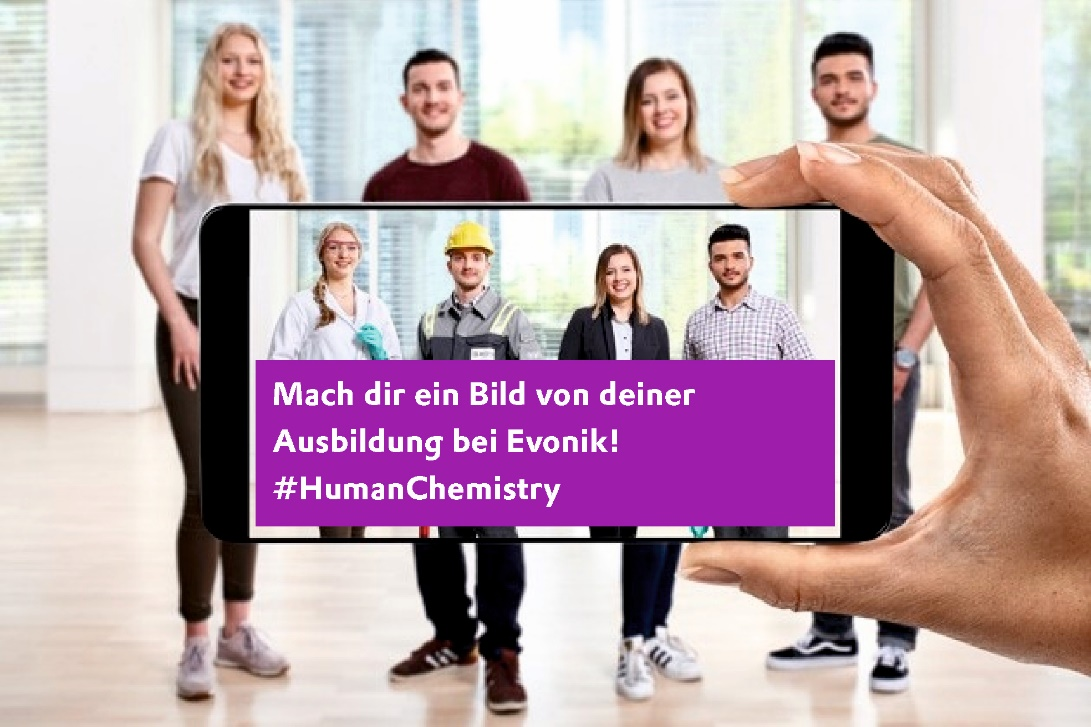 Mach dir ein Bild von deiner
Ausbildung bei Evonik!
#HumanChemistry